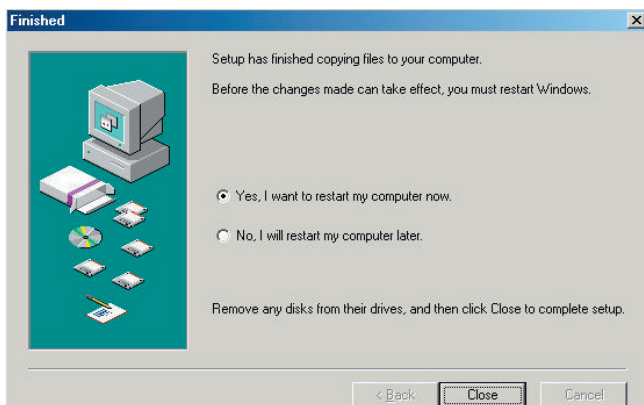 Finished
Setup has finished copying files to your computer.
Before the changes made can take effect, you must restart Windows.
Yes, I want to restart my computer now.
No, I will restart my computer later.
Remove any disks from their drives, and then click Close to complete setup.
< Back Close Cancel